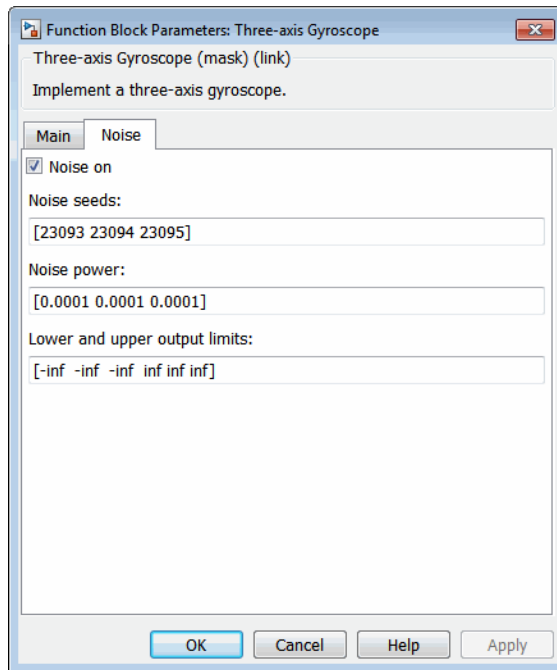 Function Block Parameters: Three-axis Gyroscope
Three-axis Gyroscope (mask) (link)
Implement a three-axis gyroscope.
Main Noise
Noise on
Noise seeds:
[23093 23094 23095]
Noise power:
[0.0001 0.0001 0.0001]
Lower and upper output limits:
[-inf -inf -inf inf inf inf]
OK Cancel Help Apply